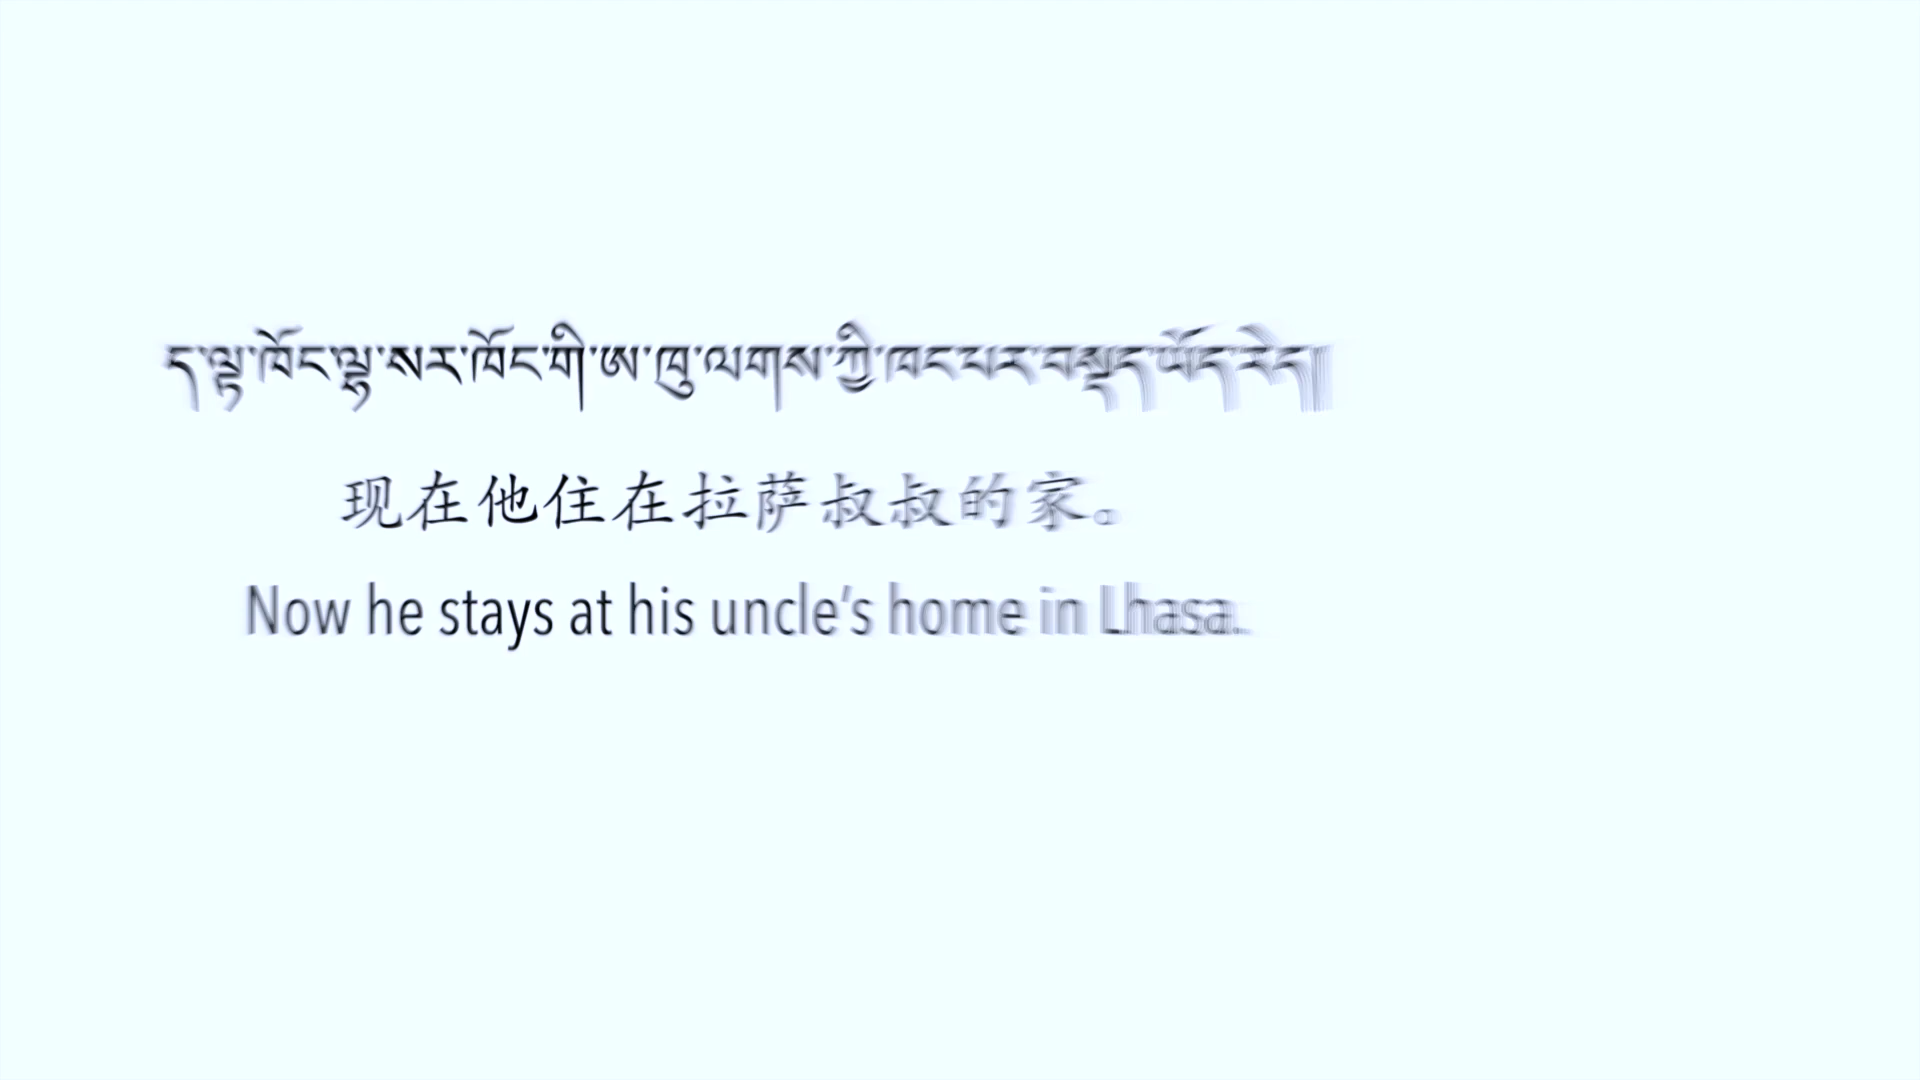 ད་ལྟ་ཁོང་ལྷ་སར་ཁོང་གི་ཨ་ཁུ་ལགས་ཀྱི་ཁང་པར་བསྡད་ཡོད་རེད༎
现在他住在拉萨叔叔的家。
Now he stays at his uncle’s home in Lhasa.